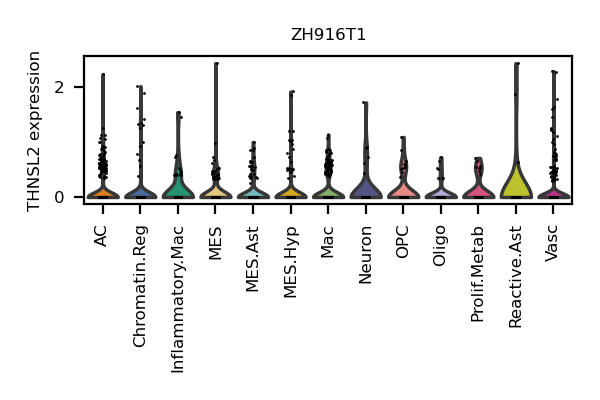 ZH916T1
THNSL2 expression
2
0
AC
Chromatin.Reg
Inflammatory.Mac
MES
MES.Ast
MES.Hyp
Mac
Neuron
OPC
Oligo
Prolif.Metab
Reactive.Ast
Vasc